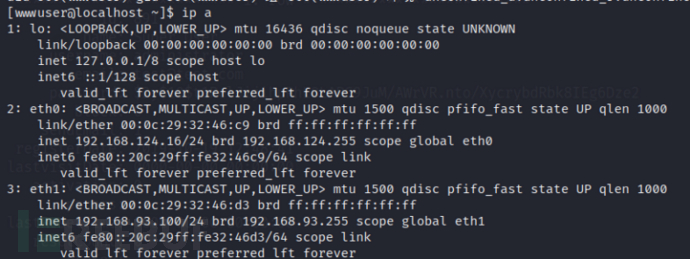 [wwwuser@localhost ~]$ ip a
1: lo: <LOOPBACK,UP,LOWER_UP> mtu 16436 qdisc noqueue state UNKNOWN
link/loopback 00:00:00:00:00:00 brd 00:00:00:00:00:00
inet 127.0.0.1/8 scope host lo
inet6 ::1/128 scope host
valid_lft forever preferred_lft forever
2: eth0: <BROADCAST,MULTICAST,UP,LOWER_UP> mtu 1500 qdisc pfifo_fast state UP qlen 1000
link/ether 00:0c:29:32:46:c9 brd ff:ff:ff:ff:ff:ff
inet 192.168.124.16/24 brd 192.168.124.255 scope global eth0
inet6 fe80::20c:29ff:fe32:46c9/64 scope link
valid_lft forever preferred_lft forever
3: eth1: <BROADCAST,MULTICAST,UP,LOWER_UP> mtu 1500 qdisc pfifo_fast state UP qlen 1000
link/ether 00:0c:29:32:46:d3 brd ff:ff:ff:ff:ff:ff
inet 192.168.93.100/24 brd 192.168.93.255 scope global eth1
inet6 fe80::20c:29ff:fe32:46d3/64 scope link
valid_lft forever preferred_lft forever